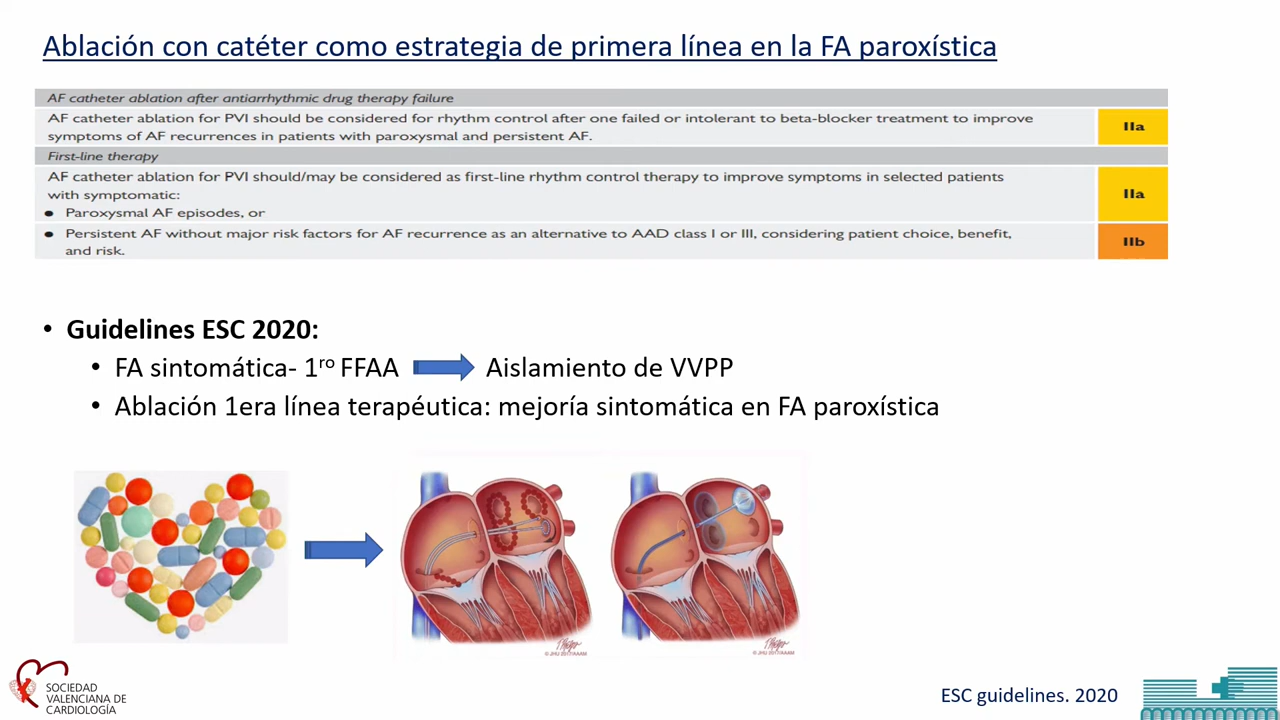 Ablación con catéter como estrategia de primera línea en la FA paroxística
AF catheter ablation after antiarrhythmic drug therapy failure
AF catheter ablation for PVI should be considered for rhythm control after one failed or intolerant to beta-blocker treatment to improve
symptoms of AF recurrences in patients with paroxysmal and persistent AF.
IIa
First-line therapy
AF catheter ablation for PVI should/may be considered as first-line rhythm control therapy to improve symptoms in selected patients
with symptomatic:
• Paroxysmal AF episodes, or
IIa
• Persistent AF without major risk factors for AF recurrence as an alternative to AAD class I or III, considering patient choice, benefit,
and risk.
IIb
• Guidelines ESC 2020:
• FA sintomática- 1ro FFAA Aislamiento de VVPP
• Ablación 1era línea terapéutica: mejoría sintomática en FA paroxística
© JHU 2017/AAAM
© JHU 2017/AAAM
SOCIEDAD
VALENCIANA DE
CARDIOLOGÍA
ESC guidelines. 2020